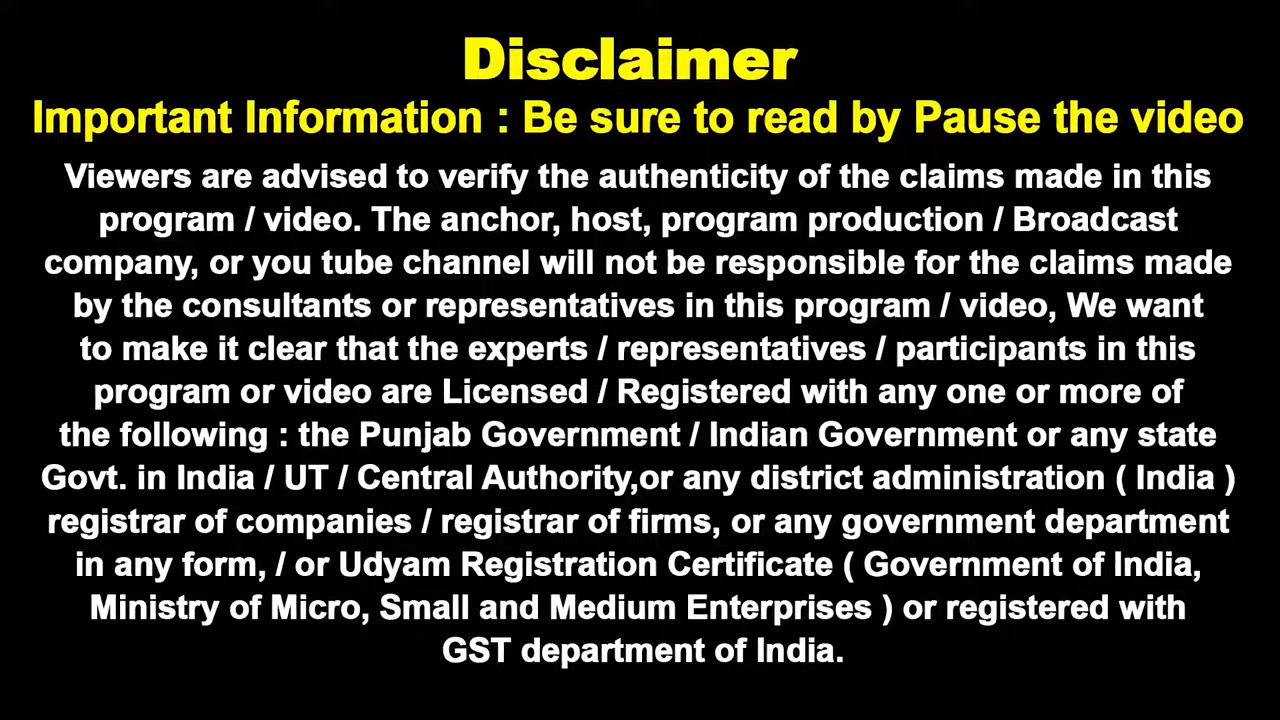 Disclaimer
Important Information : Be sure to read by Pause the video
Viewers are advised to verify the authenticity of the claims made in this
program / video. The anchor, host, program production / Broadcast
company, or you tube channel will not be responsible for the claims made
by the consultants or representatives in this program / video, We want
to make it clear that the experts / representatives / participants in this
program or video are Licensed / Registered with any one or more of
the following : the Punjab Government / Indian Government or any state
Govt. in India / UT / Central Authority,or any district administration ( India )
registrar of companies / registrar of firms, or any government department
in any form, / or Udyam Registration Certificate ( Government of India,
Ministry of Micro, Small and Medium Enterprises ) or registered with
GST department of India.